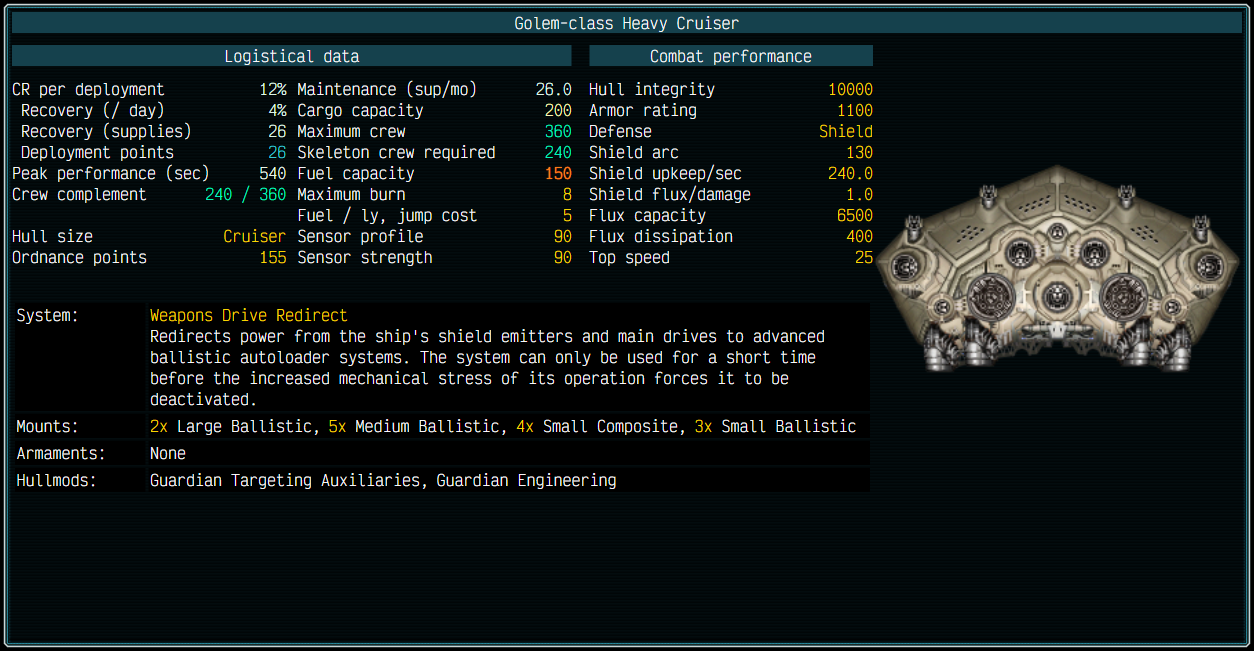 Golem-class Heavy Cruiser
Logistical data
Combat performance
CR per deployment 12% Maintenance (sup/mo) 26.0 Hull integrity 10000
Recovery (/ day) 4% Cargo capacity 200 Armor rating 1100
Recovery (supplies) 26 Maximum crew 360 Defense Shield
Deployment points 26 Skeleton crew required 240 Shield arc 130
Peak performance (sec) 540 Fuel capacity 150 Shield upkeep/sec 240.0
Crew complement 240 / 360 Maximum burn 8 Shield flux/damage 1.0
Fuel / ly, jump cost 5 Flux capacity 6500
Hull size Cruiser Sensor profile 90 Flux dissipation 400
Ordnance points 155 Sensor strength 90 Top speed 25
System: Weapons Drive Redirect
Redirects power from the ship's shield emitters and main drives to advanced
ballistic autoloader systems. The system can only be used for a short time
before the increased mechanical stress of its operation forces it to be
deactivated.
Mounts: 2x Large Ballistic, 5x Medium Ballistic, 4x Small Composite, 3x Small Ballistic
Armaments: None
Hullmods: Guardian Targeting Auxiliaries, Guardian Engineering